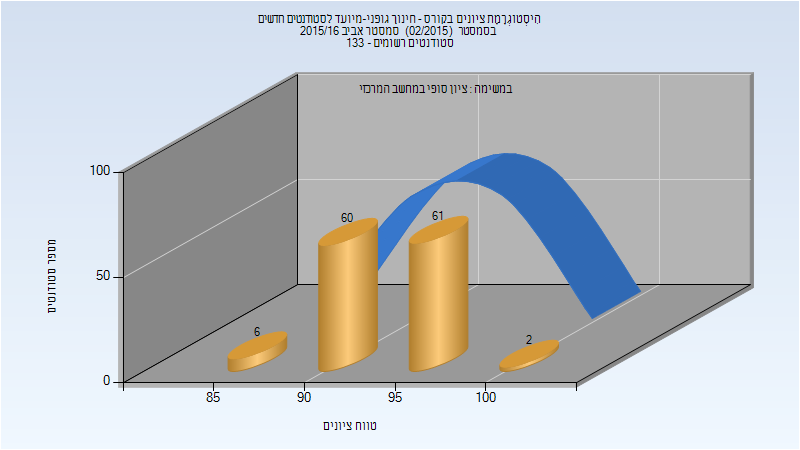 היסטוגרמת ציונים בקורס - חינוך גופני-מיועד לסטודנטים חדשים
בסמסטר (02/2015) סמסטר אביב 2015/16
סטודנטים רשומים - 133
במשימה : ציון סופי במחשב המרכזי
מספר סטודנטים
100
50
0
6
60
61
2
85
90
95
100
טווח ציונים